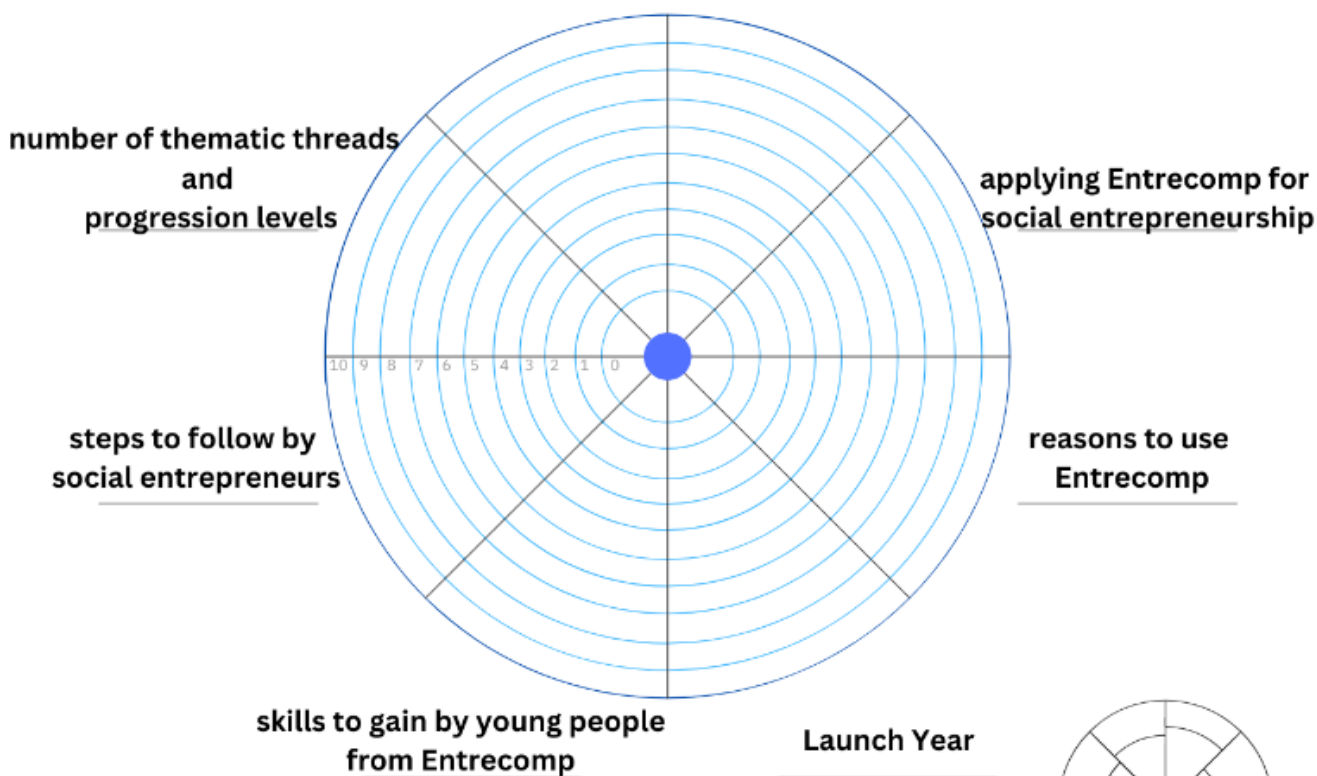 number of thematic threads
and
progression levels
applying Entrecomp for
social entrepreneurship
10 9 8 7 6 5 4 3 2 1 0
steps to follow by
social entrepreneurs
reasons to use
Entrecomp
skills to gain by young people
from Entrecomp
Launch Year